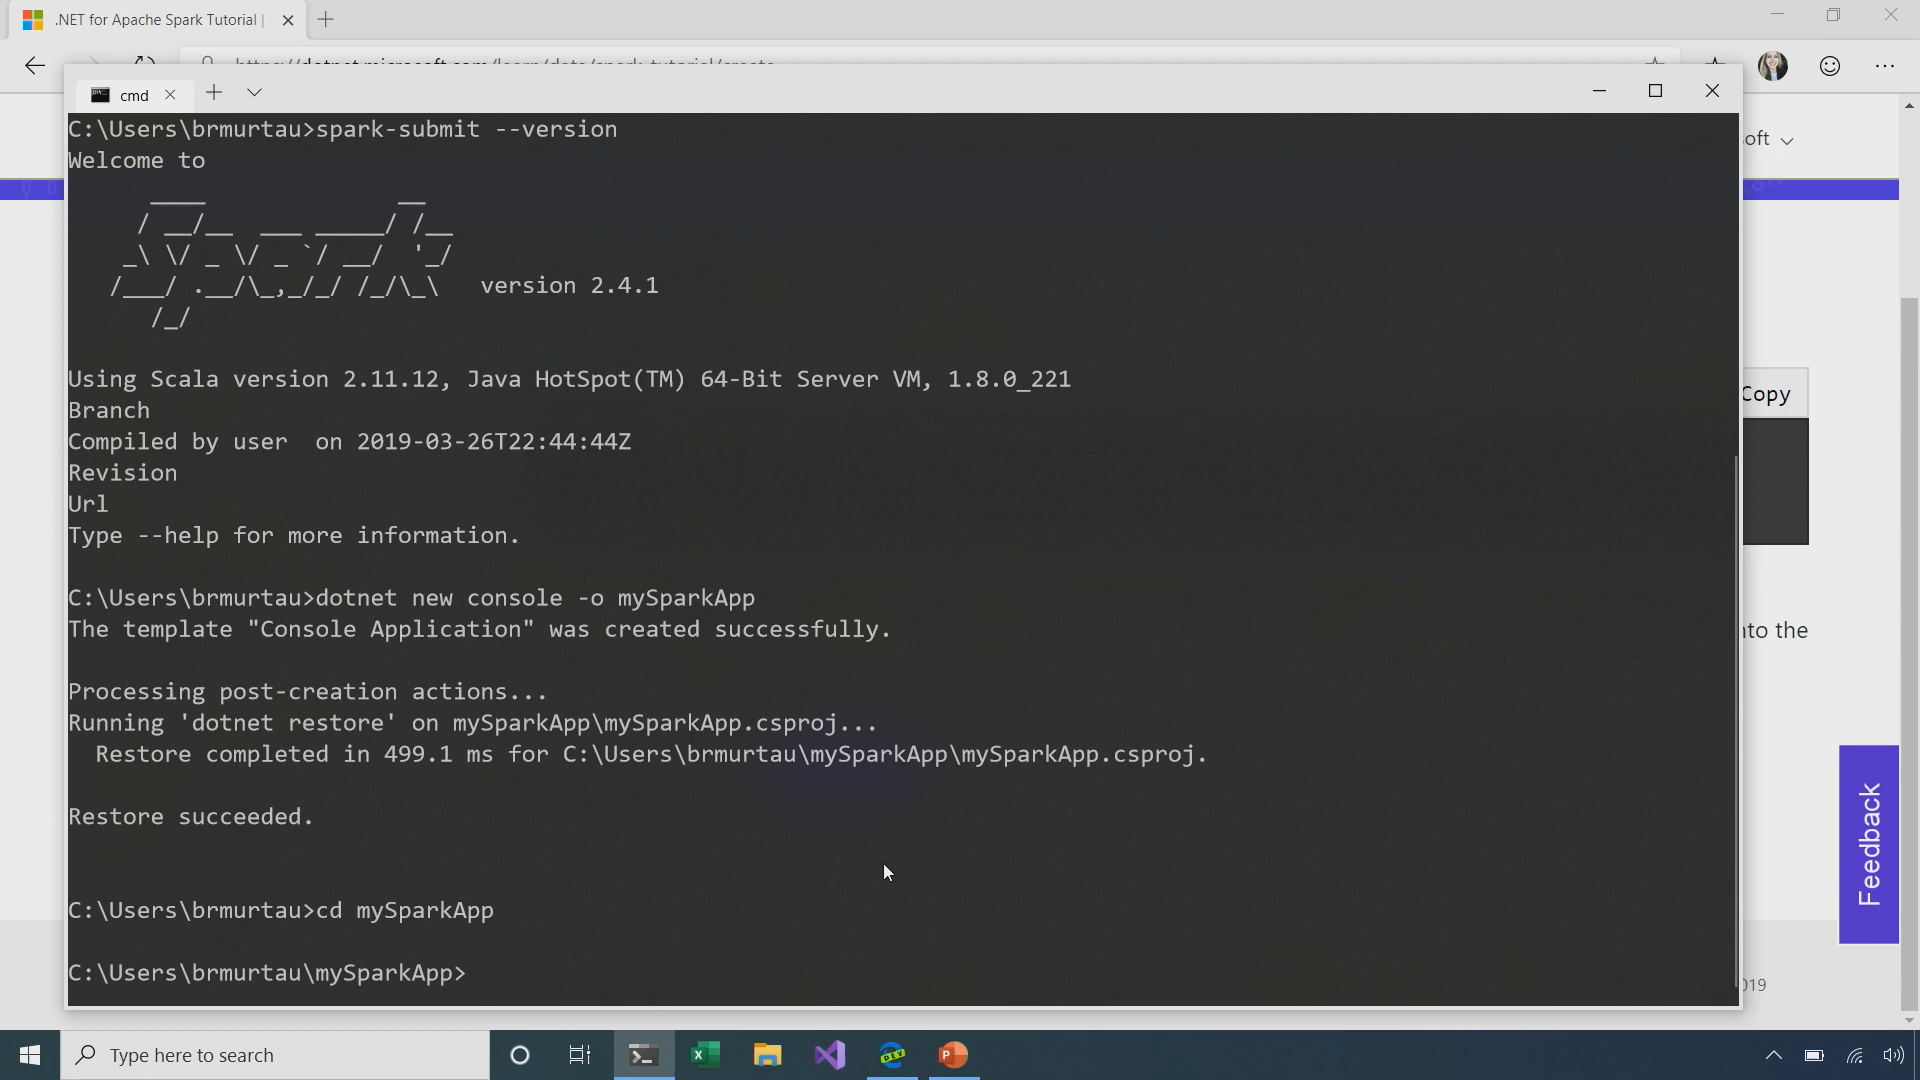 .NET for Apache Spark Tutorial |
https://dotnet.microsoft.com/learn/data/spark-tutorial/create
cmd
C:\Users\brmurtau>spark-submit --version
Welcome to
      ____              __
     / __/__  ___ _____/ /__
    _\ \/ _ \/ _ `/ __/  '_/
   /___/ .__/\_,_/_/ /_/\_\   version 2.4.1
      /_/
Using Scala version 2.11.12, Java HotSpot(TM) 64-Bit Server VM, 1.8.0_221
Branch
Compiled by user  on 2019-03-26T22:44:44Z
Revision
Url
Type --help for more information.
C:\Users\brmurtau>dotnet new console -o mySparkApp
The template "Console Application" was created successfully.
Processing post-creation actions...
Running 'dotnet restore' on mySparkApp\mySparkApp.csproj...
  Restore completed in 499.1 ms for C:\Users\brmurtau\mySparkApp\mySparkApp.csproj.
Restore succeeded.
C:\Users\brmurtau>cd mySparkApp
C:\Users\brmurtau\mySparkApp>
oft
Copy
nto the
Feedback
019
Type here to search